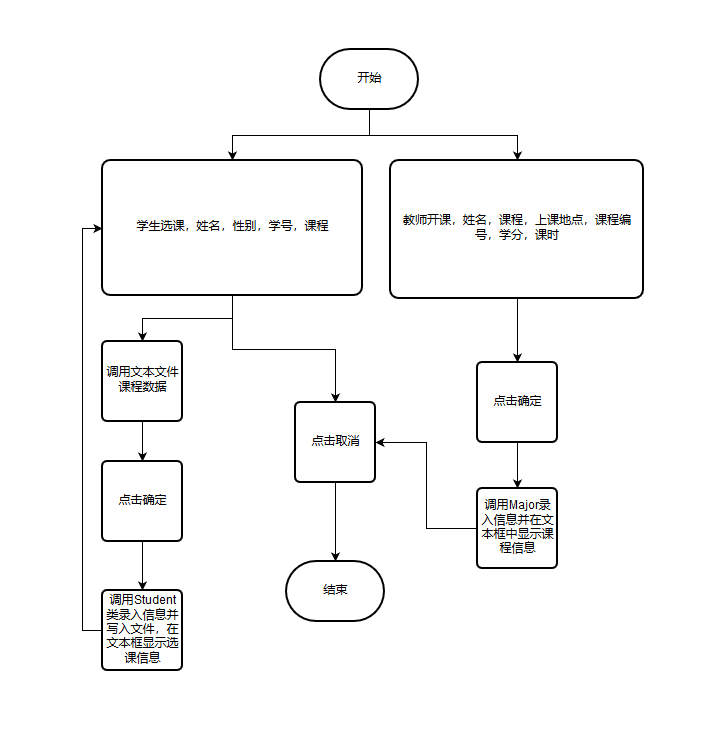 开始
学生选课，姓名，性别，学号，课程
教师开课，姓名，课程，上课地点，课程编
号，学分，课时
调用文本文件
课程数据
点击确定
点击取消
点击确定
调用Major录
入信息并在文
本框中显示课
程信息
结束
调用Student
类录入信息并
写入文件，在
文本框显示选
课信息